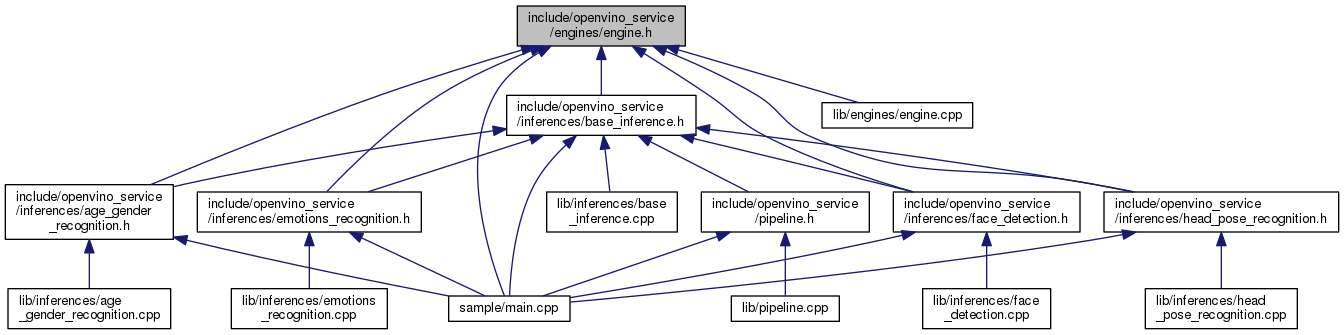 include/openvino_service
/engines/engine.h
include/openvino_service
/inferences/base_inference.h
lib/engines/engine.cpp
include/openvino_service
/inferences/age_gender
_recognition.h
include/openvino_service
/inferences/emotions_recognition.h
lib/inferences/base
_inference.cpp
include/openvino_service
/pipeline.h
include/openvino_service
/inferences/face_detection.h
include/openvino_service
/inferences/head_pose_recognition.h
lib/inferences/age
_gender_recognition.cpp
lib/inferences/emotions
_recognition.cpp
sample/main.cpp
lib/pipeline.cpp
lib/inferences/face
_detection.cpp
lib/inferences/head
_pose_recognition.cpp